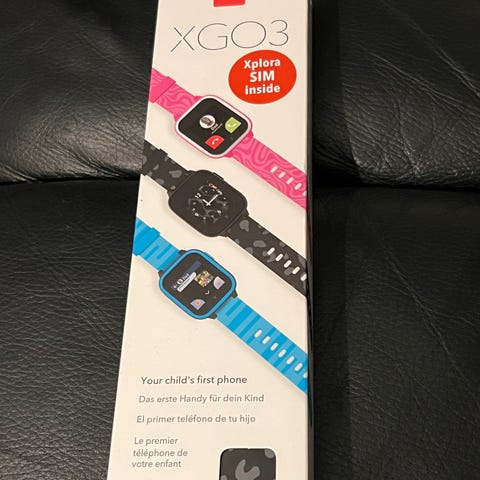 XGO3
Xplora
SIM
inside
Your child's first phone
Das erste Handy für dein Kind
El primer teléfono de tu hijo
Le premier
téléphone de
votre enfant